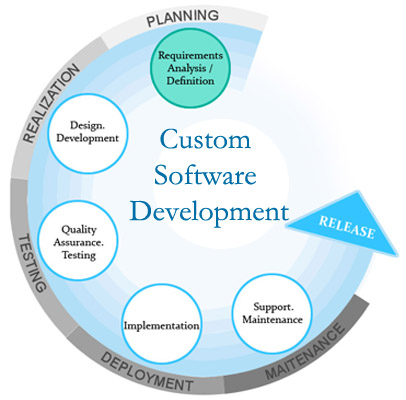 PLANNING
Requirements
Analysis /
Definition
REALIZATION
Design.
Development
Custom
Software
Development
TESTING
Quality
Assurance.
Testing
RELEASE
DEPLOYMENT
Implementation
MAITENANCE
Support.
Maintenance